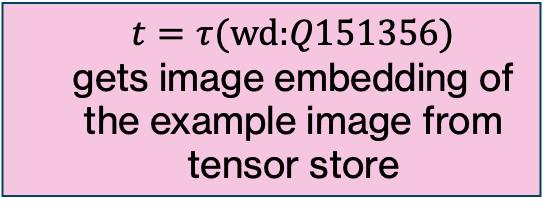 t = τ(wd:Q151356)
gets image embedding of
the example image from
tensor store